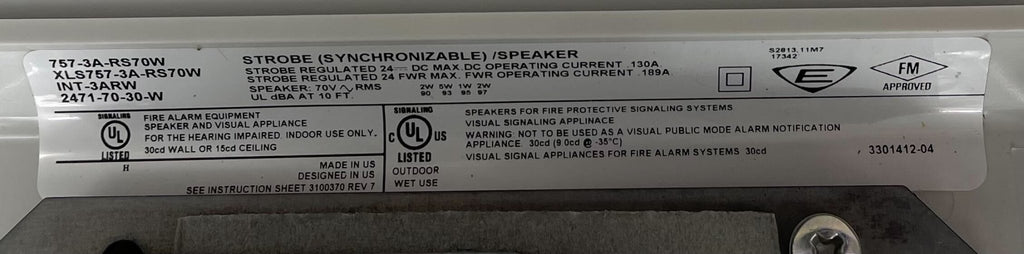 757-3A-RS70W
XLS757-3A-RS70W
INT-3ARW
2471-70-30-W
STROBE (SYNCHRONIZABLE) /SPEAKER
STROBE REGULATED 24 ⎓ DC MAX.DC OPERATING CURRENT .130A.
STROBE REGULATED 24 FWR MAX. FWR OPERATING CURRENT .189A.
SPEAKER: 70V ∿ RMS 2W 5W 1W 2W
UL dBA AT 10 FT. 90 93 95 97
S2013.11M7
17342
E
FM
APPROVED
SIGNALING
UL
LISTED
H
FIRE ALARM EQUIPMENT
SPEAKER AND VISUAL APPLIANCE
FOR THE HEARING IMPAIRED. INDOOR USE ONLY.
30cd WALL OR 15cd CEILING
MADE IN US
DESIGNED IN US
SEE INSTRUCTION SHEET 3100370 REV 7
SIGNALING
C UL US
LISTED
OUTDOOR
WET USE
SPEAKERS FOR FIRE PROTECTIVE SIGNALING SYSTEMS
VISUAL SIGNALING APPLINACE
WARNING: NOT TO BE USED AS A VISUAL PUBLIC MODE ALARM NOTIFICATION
APPLIANCE. 30cd (9.0cd @ -35°C)
VISUAL SIGNAL APPLIANCES FOR FIRE ALARM SYSTEMS 30cd
3301412-04